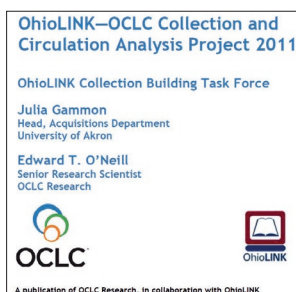 OhioLINK—OCLC Collection and
Circulation Analysis Project 2011
OhioLINK Collection Building Task Force
Julia Gammon
Head, Acquisitions Department
University of Akron
Edward T. O'Neill
Senior Research Scientist
OCLC Research
OCLC
OhioLINK
A publication of OCLC Research, in collaboration with OhioLINK